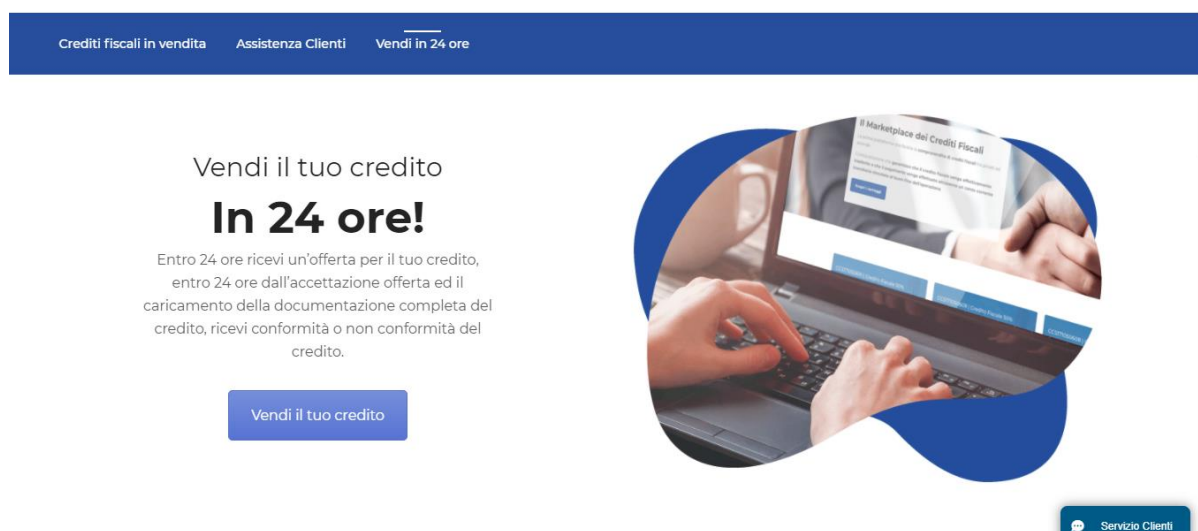 Crediti fiscali in vendita Assistenza Clienti Vendi in 24 ore
Vendi il tuo credito
In 24 ore!
Entro 24 ore ricevi un'offerta per il tuo credito,
entro 24 ore dall'accettazione offerta ed il
caricamento della documentazione completa del
credito, ricevi conformità o non conformità del
credito.
Vendi il tuo credito
Il Marketplace dei Crediti Fiscali
Servizio Clienti